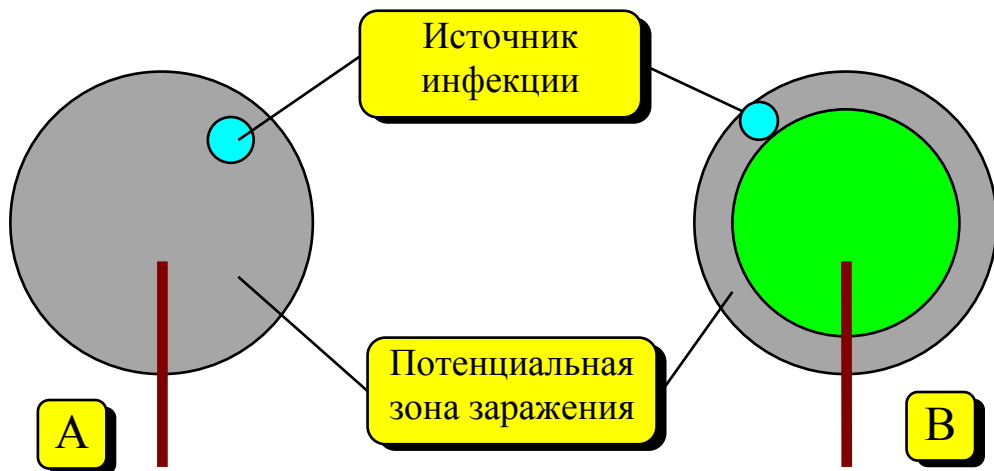 Источник
инфекции
Потенциальная
зона заражения
А
В